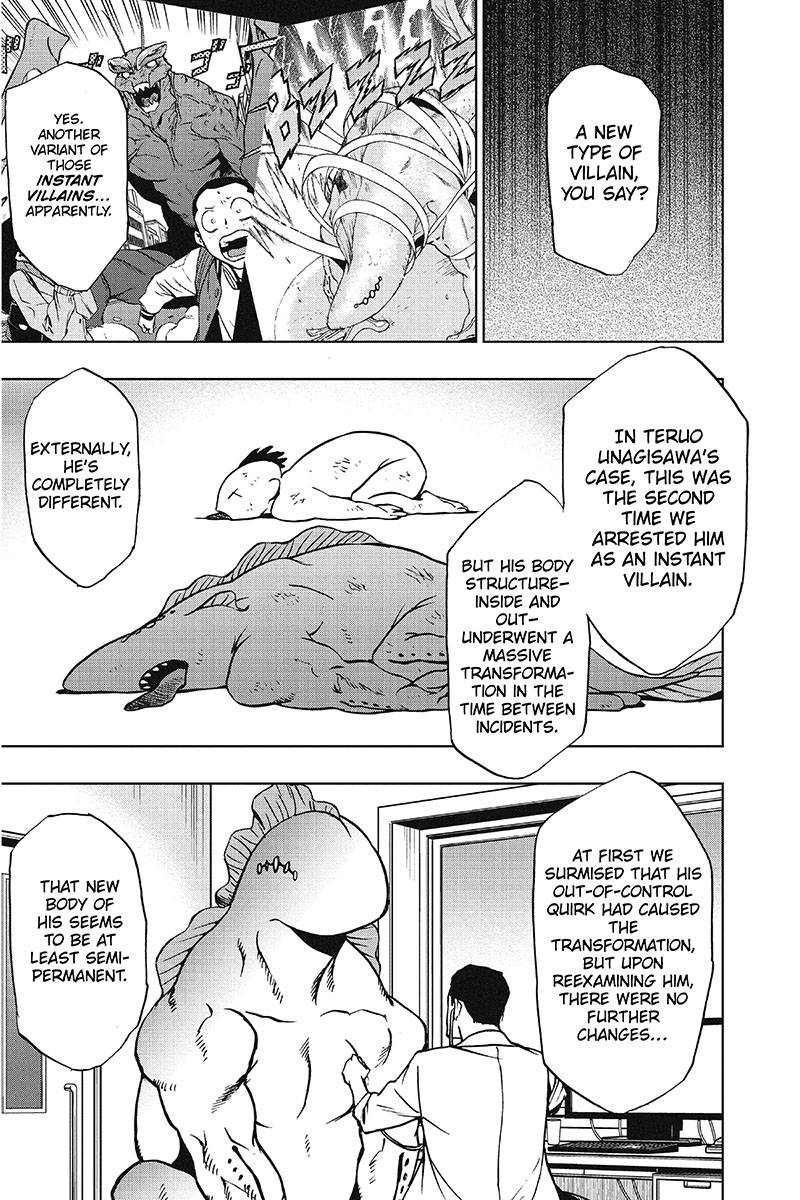 A NEW
TYPE OF
VILLAIN,
YOU SAY?
YES.
ANOTHER
VARIANT OF
THOSE
INSTANT
VILLAINS...
APPARENTLY.
IN TERUO
UNAGISAWA'S
CASE, THIS WAS
THE SECOND
TIME WE
ARRESTED HIM
AS AN INSTANT
VILLAIN.
BUT HIS BODY
STRUCTURE-
INSIDE AND
OUT-
UNDERWENT A
MASSIVE
TRANSFORMA-
TION IN THE
TIME BETWEEN
INCIDENTS.
EXTERNALLY,
HE'S
COMPLETELY
DIFFERENT.
AT FIRST WE
SURMISED THAT HIS
OUT-OF-CONTROL
QUIRK HAD CAUSED
THE
TRANSFORMATION,
BUT UPON
REEXAMINING HIM,
THERE WERE NO
FURTHER
CHANGES...
THAT NEW
BODY OF
HIS SEEMS
TO BE AT
LEAST SEMI-
PERMANENT.